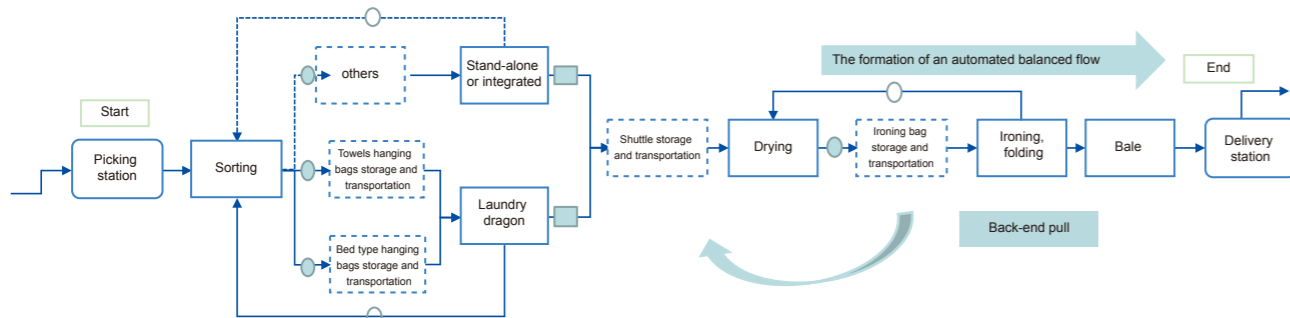 Start
Picking
station
Sorting
others
Towels hanging
bags storage and
transportation
Bed type hanging
bags storage and
transportation
Stand-alone
or integrated
Laundry
dragon
Shuttle storage
and transportation
Drying
The formation of an automated balanced flow
Ironing bag
storage and
transportation
Ironing,
folding
Bale
End
Delivery
station
Back-end pull